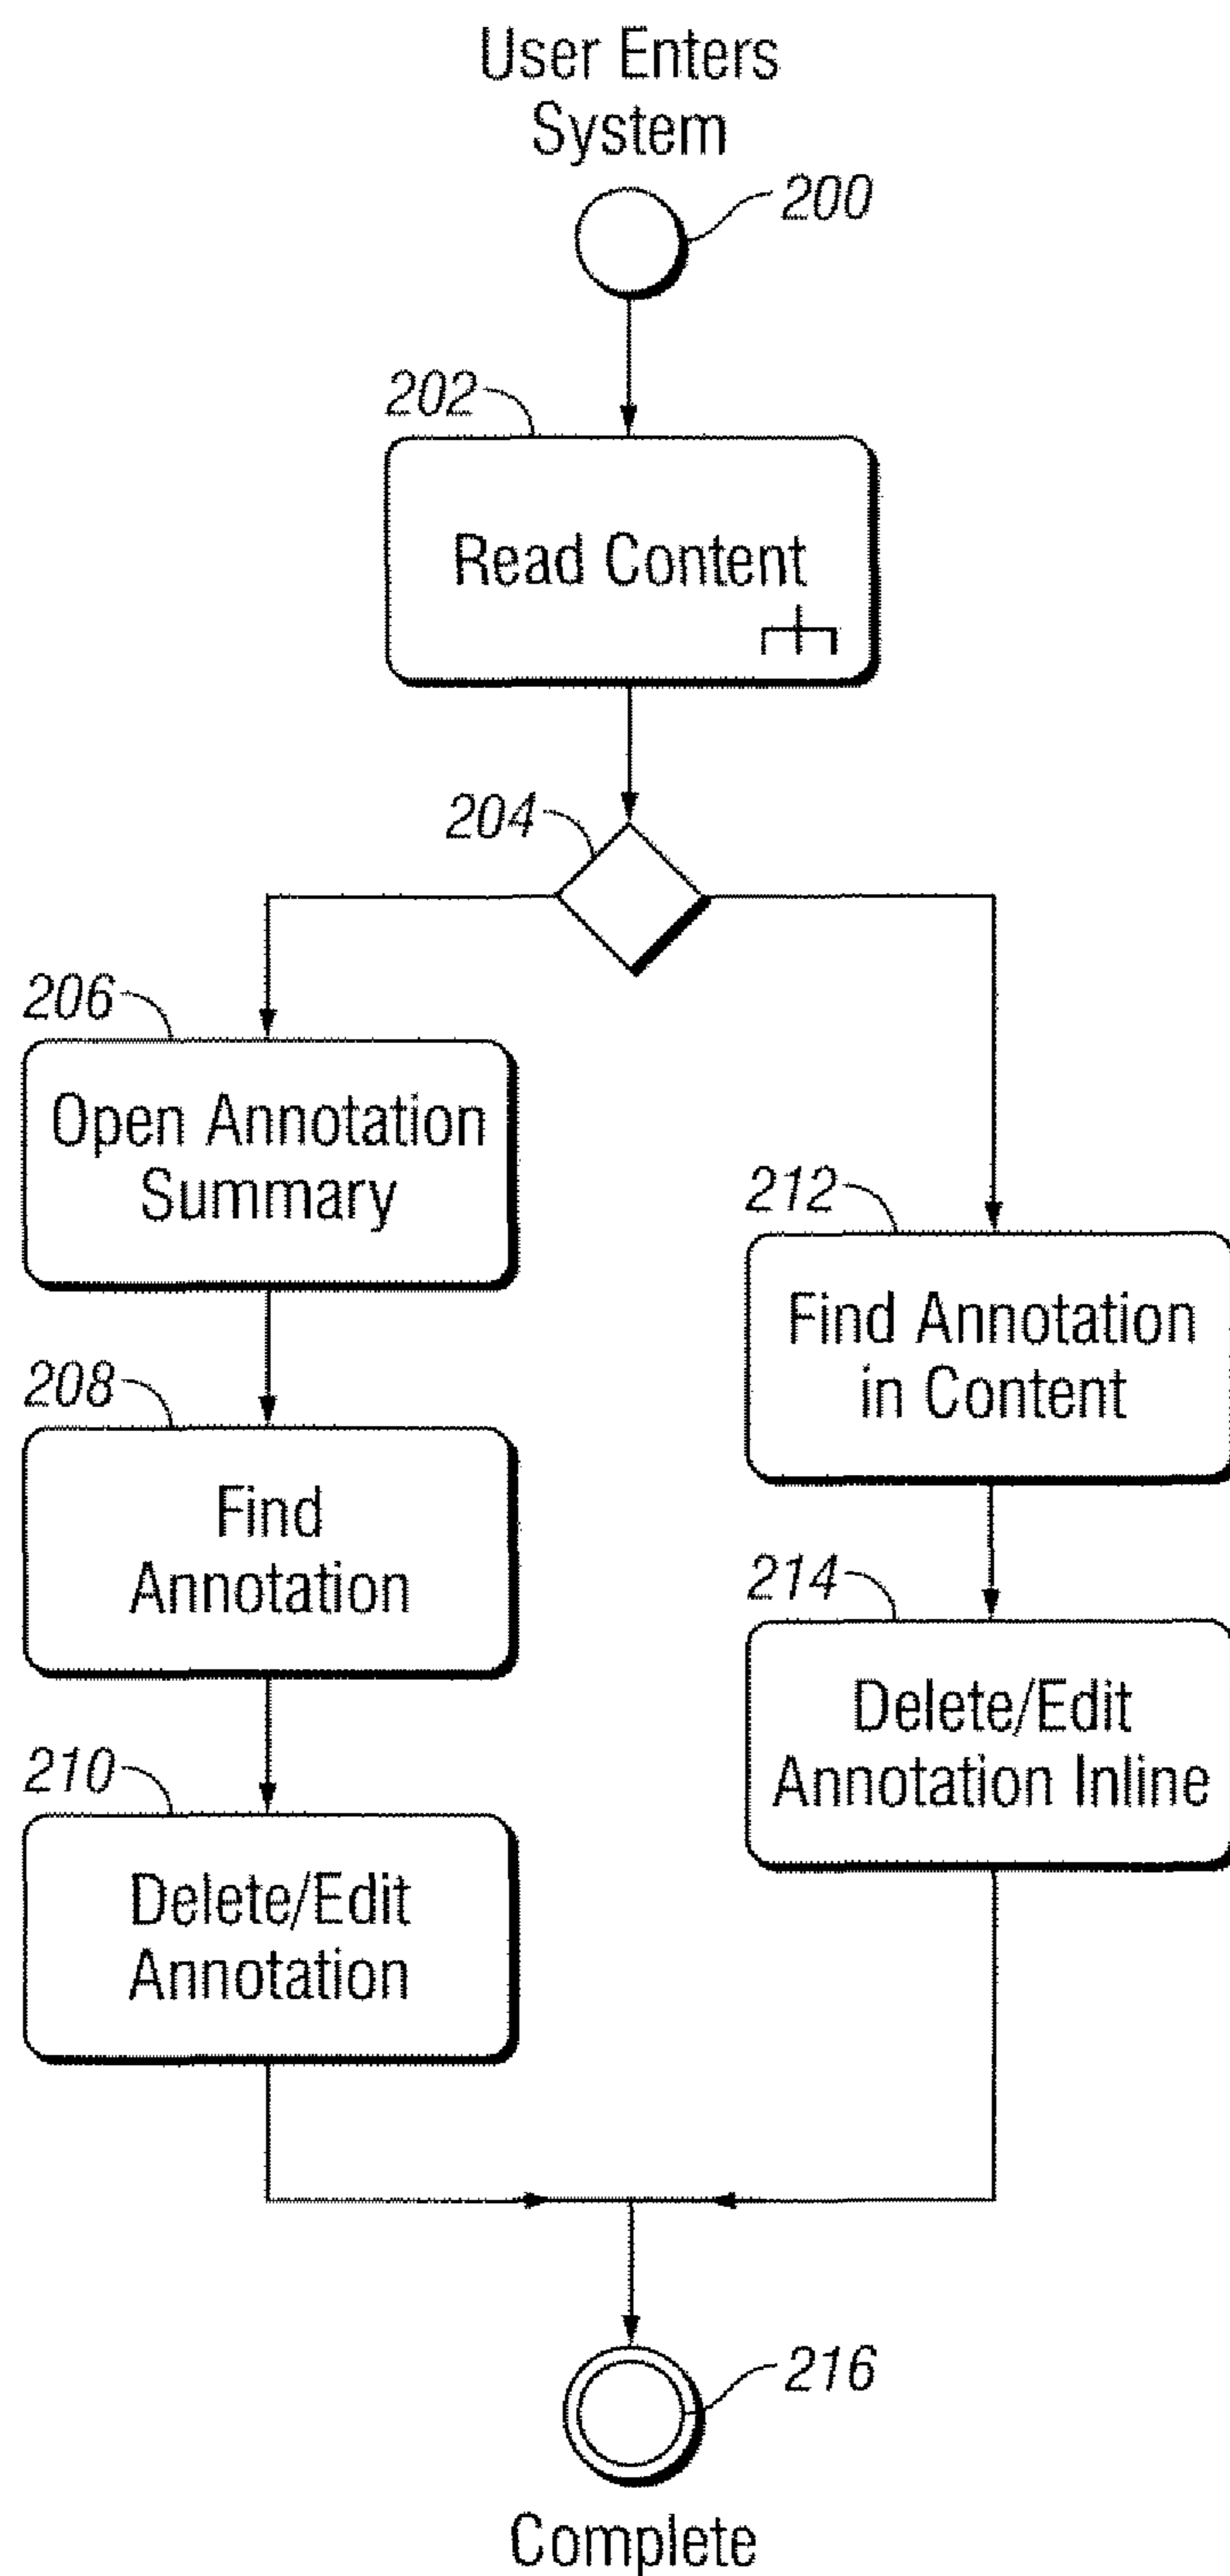 User Enters
System
200
202
Read Content
204
206
Open Annotation
Summary
212
Find Annotation
in Content
208
Find
Annotation
214
Delete/Edit
Annotation Inline
210
Delete/Edit
Annotation
216
Complete